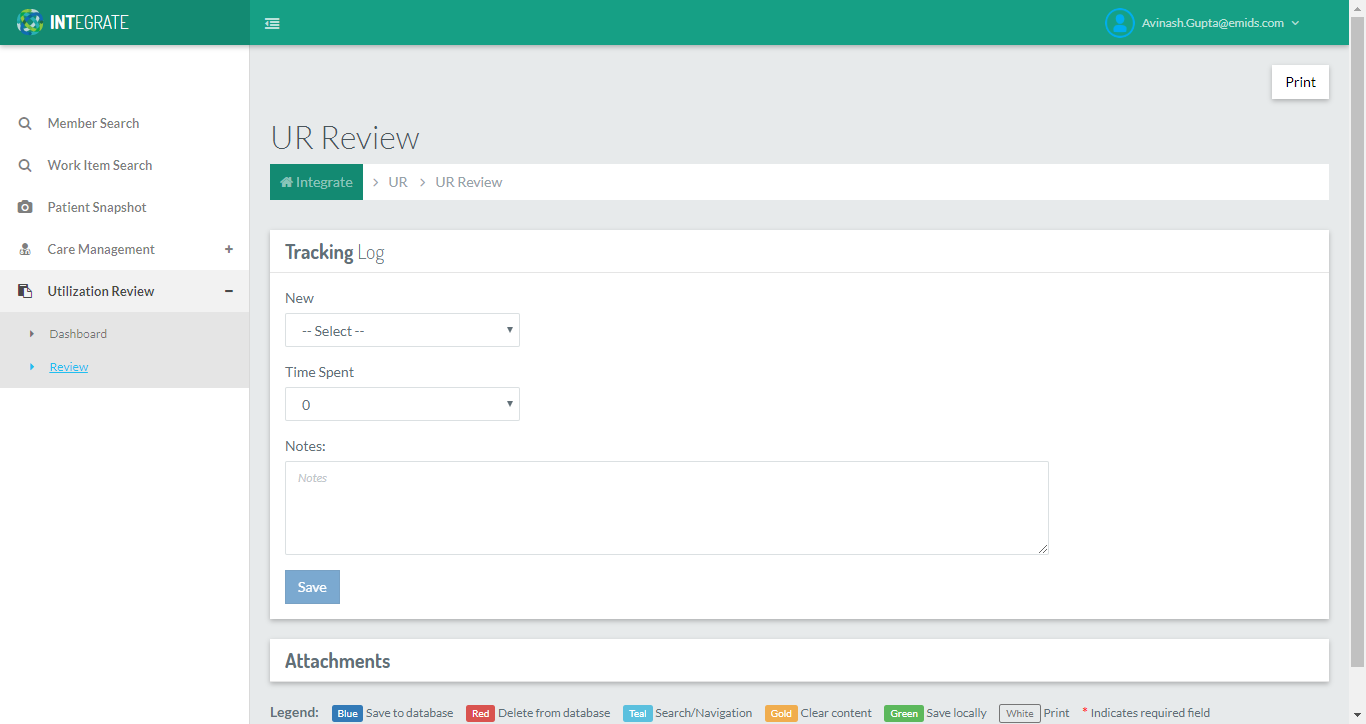 INTEGRATE
Avinash.Gupta@emids.com
Print
Member Search
Work Item Search
Patient Snapshot
Care Management +
Utilization Review −
Dashboard
Review
UR Review
Integrate > UR > UR Review
Tracking Log
New
-- Select --
Time Spent
0
Notes:
Notes
Save
Attachments
Legend: Blue Save to database Red Delete from database Teal Search/Navigation Gold Clear content Green Save locally White Print * Indicates required field